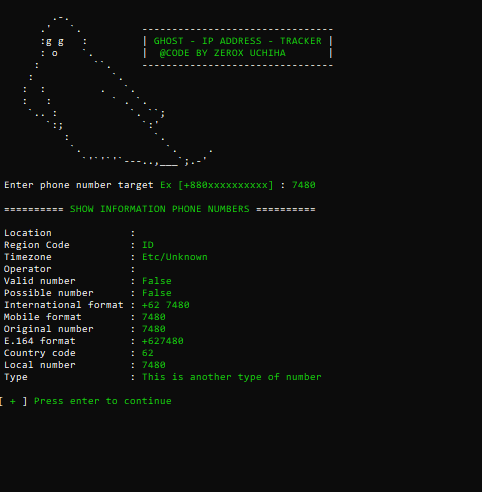 GHOST - IP ADDRESS - TRACKER
@CODE BY ZEROX UCHIHA
:g g :
: o
Enter phone number target Ex [+880xxxxxxxxxx] : 7480
========== SHOW INFORMATION PHONE NUMBERS ==========
Location :
Region Code : ID
Timezone : Etc/Unknown
Operator :
Valid number : False
Possible number : False
International format : +62 7480
Mobile format : 7480
Original number : 7480
E.164 format : +627480
Country code : 62
Local number : 7480
Type : This is another type of number
[ + ] Press enter to continue